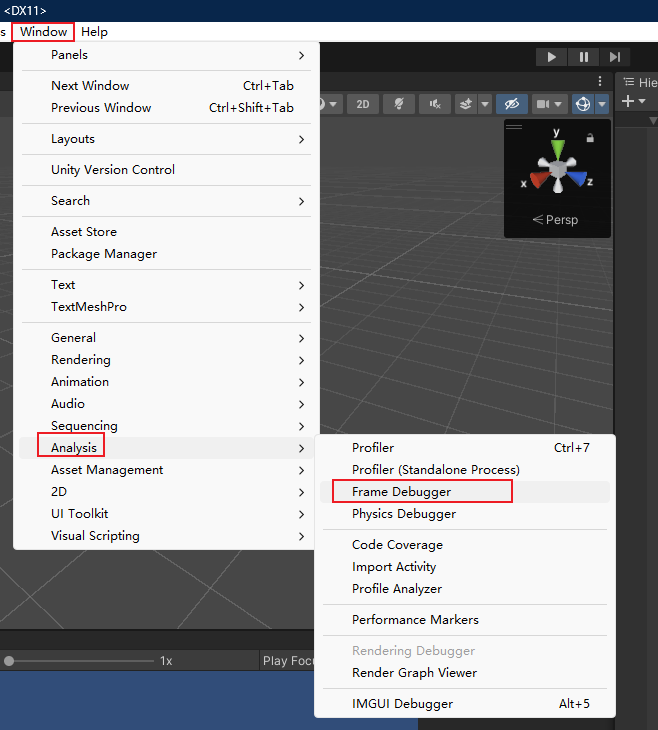 <DX11>
s Window Help
Panels
Next Window Ctrl+Tab
Previous Window Ctrl+Shift+Tab
Layouts
Unity Version Control
Search
Asset Store
Package Manager
Text
TextMeshPro
General
Rendering
Animation
Audio
Sequencing
Analysis
Asset Management
2D
UI Toolkit
Visual Scripting
Profiler Ctrl+7
Profiler (Standalone Process)
Frame Debugger
Physics Debugger
Code Coverage
Import Activity
Profile Analyzer
Performance Markers
Rendering Debugger
Render Graph Viewer
IMGUI Debugger Alt+5
2D
Hie
y
x
z
Persp
1x
Play Focu